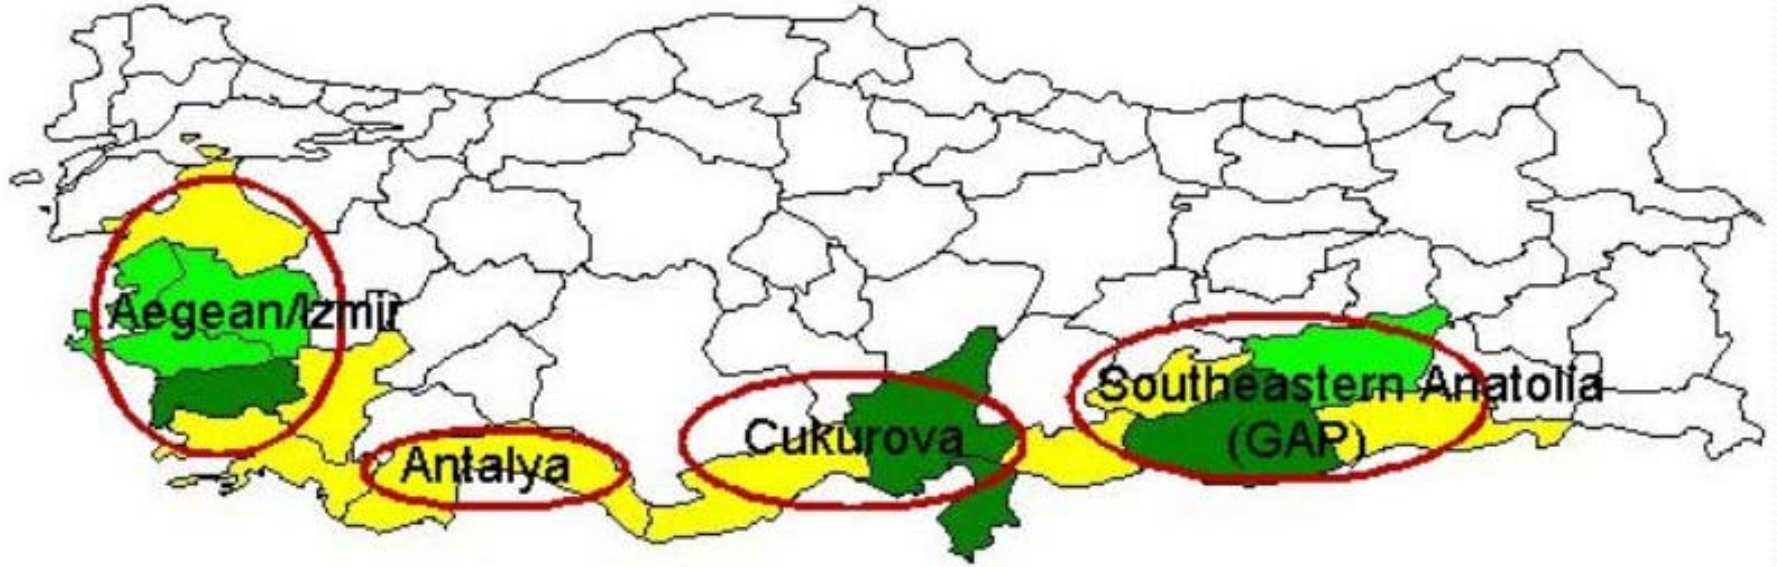 Aegean/Izmir
Antalya
Cukurova
Southeastern Anatolia
(GAP)